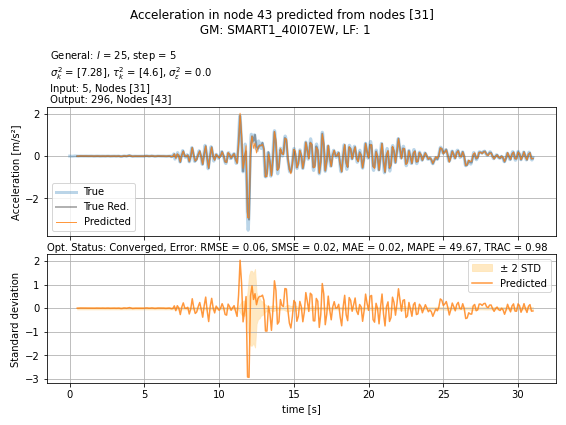 Acceleration in node 43 predicted from nodes [31]
GM: SMART1_40I07EW, LF: 1
General: l = 25, step = 5
σ²ₖ = [7.28], τ²ₖ = [4.6], σ²ε = 0.0
Input: 5, Nodes [31]
Output: 296, Nodes [43]
Acceleration [m/s²]
2
0
−2
True
True Red.
Predicted
Opt. Status: Converged, Error: RMSE = 0.06, SMSE = 0.02, MAE = 0.02, MAPE = 49.67, TRAC = 0.98
Standard deviation
2
1
0
−1
−2
−3
± 2 STD
Predicted
0 5 10 15 20 25 30
time [s]